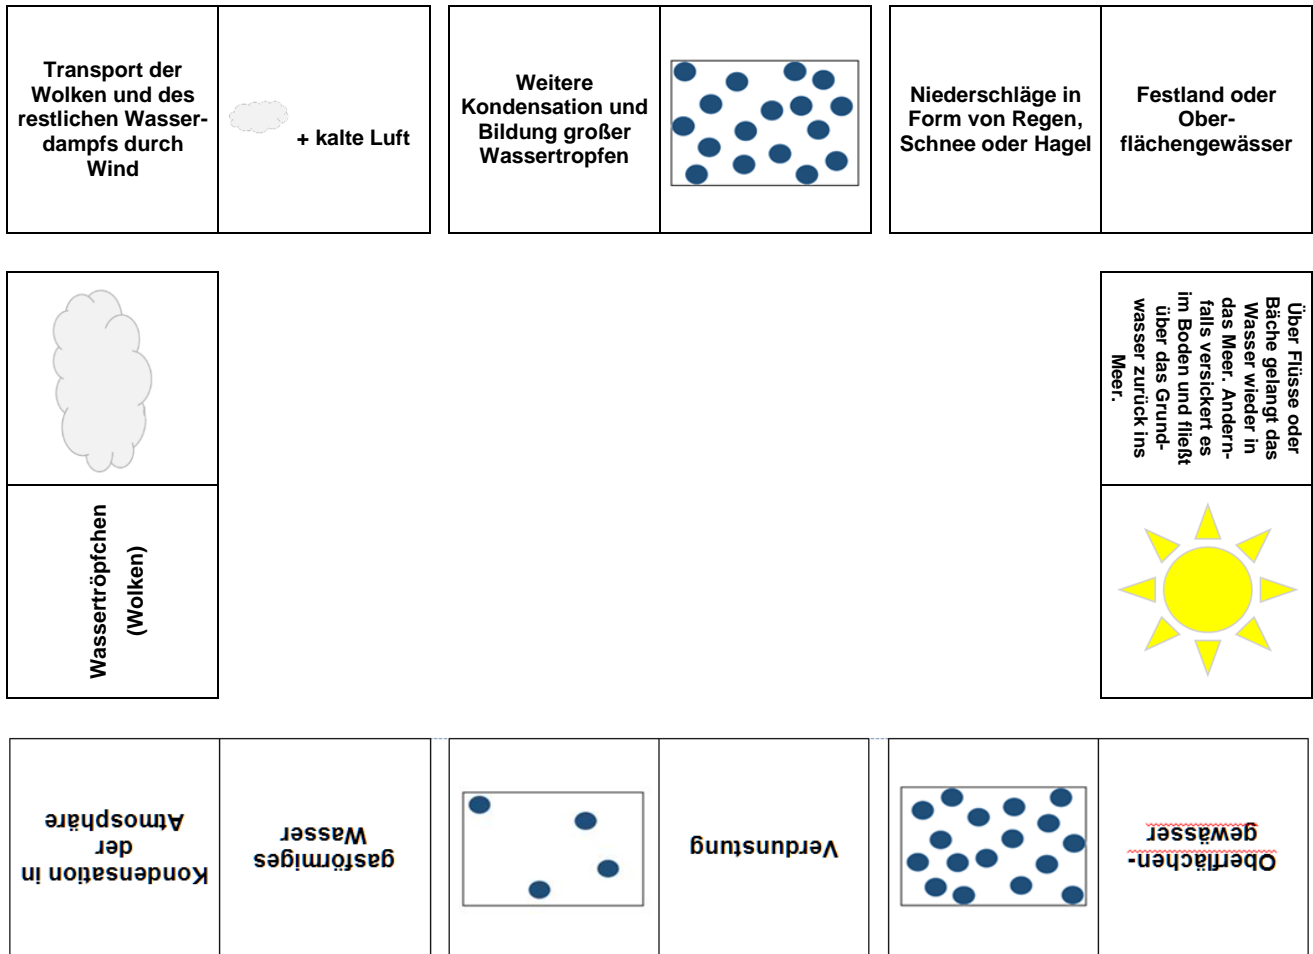 Transport der
Wolken und des
restlichen Wasser-
dampfs durch
Wind
+ kalte Luft
Weitere
Kondensation und
Bildung großer
Wassertropfen
Niederschläge in
Form von Regen,
Schnee oder Hagel
Festland oder
Ober-
flächengewässer
Über Flüsse oder
Bäche gelangt das
Wasser wieder in
das Meer. Andern-
falls versickert es
im Boden und fließt
über das Grund-
wasser zurück ins
Meer.
Oberflächen-
gewässer
Verdunstung
gasförmiges
Wasser
Kondensation in
der
Atmosphäre
Wassertröpfchen
(Wolken)